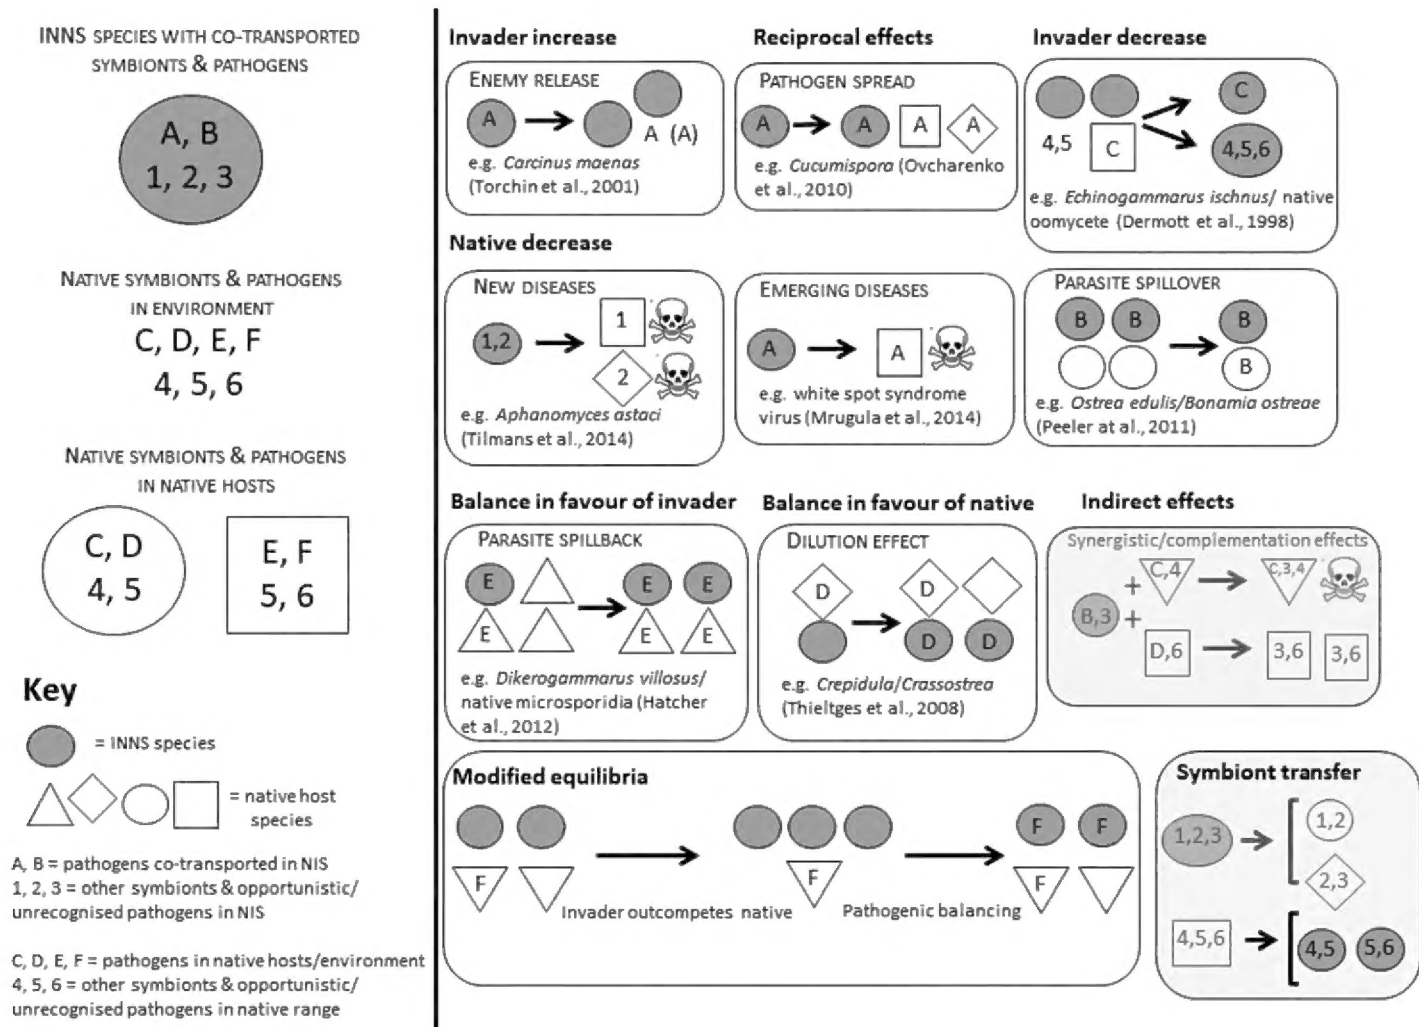 INNS SPECIES WITH CO-TRANSPORTED
SYMBIONTS & PATHOGENS
A, B
1, 2, 3
NATIVE SYMBIONTS & PATHOGENS
IN ENVIRONMENT
C, D, E, F
4, 5, 6
NATIVE SYMBIONTS & PATHOGENS
IN NATIVE HOSTS
C, D
4, 5
E, F
5, 6
Key
= INNS species
= native host
species
A, B = pathogens co-transported in NIS
1, 2, 3 = other symbionts & opportunistic/
unrecognised pathogens in NIS
C, D, E, F = pathogens in native hosts/environment
4, 5, 6 = other symbionts & opportunistic/
unrecognised pathogens in native range
Invader increase
ENEMY RELEASE
A
A (A)
e.g. Carcinus maenas
(Torchin et al., 2001)
Reciprocal effects
PATHOGEN SPREAD
A A A A
e.g. Cucumispora (Ovcharenko
et al., 2010)
Invader decrease
C
4,5 C 4,5,6
e.g. Echinogammarus ischnus/ native
oomycete (Dermott et al., 1998)
Native decrease
NEW DISEASES
1
1,2
2
e.g. Aphanomyces astaci
(Tilmans et al., 2014)
EMERGING DISEASES
A A
e.g. white spot syndrome
virus (Mrugula et al., 2014)
PARASITE SPILLOVER
B B B
B
e.g. Ostrea edulis/Bonamia ostreae
(Peeler at al., 2011)
Balance in favour of invader
PARASITE SPILLBACK
E E E
E E E
e.g. Dikerogammarus villosus/
native microsporidia (Hatcher
et al., 2012)
Balance in favour of native
DILUTION EFFECT
D D
D D
e.g. Crepidula/Crassostrea
(Thieltges et al., 2008)
Indirect effects
Synergistic/complementation effects
+ C,4 C,3,4
B,3 +
D,6 3,6 3,6
Modified equilibria
F F
F F F
Invader outcompetes native Pathogenic balancing
Symbiont transfer
1,2
1,2,3
2,3
4,5,6 4,5 5,6